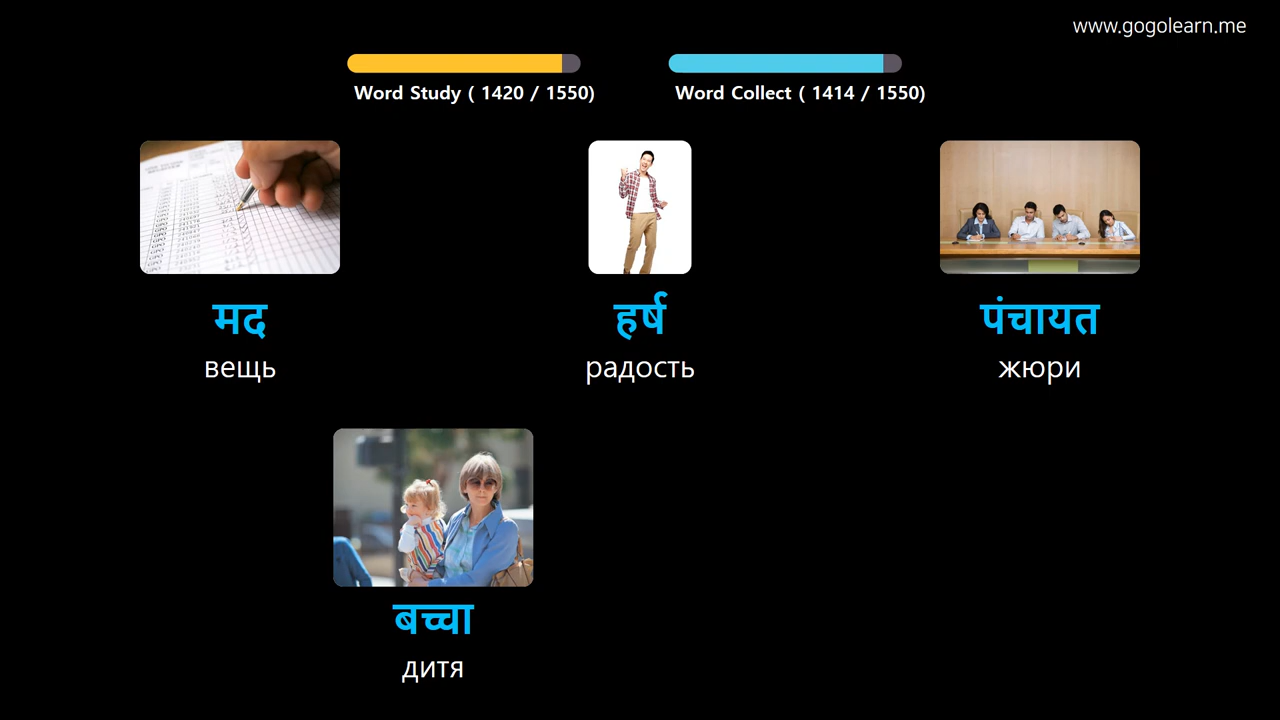 www.gogolearn.me
Word Study ( 1420 / 1550)
Word Collect ( 1414 / 1550)
मद
हर्ष
पंचायत
вещь
радость
жюри
बच्चा
дитя